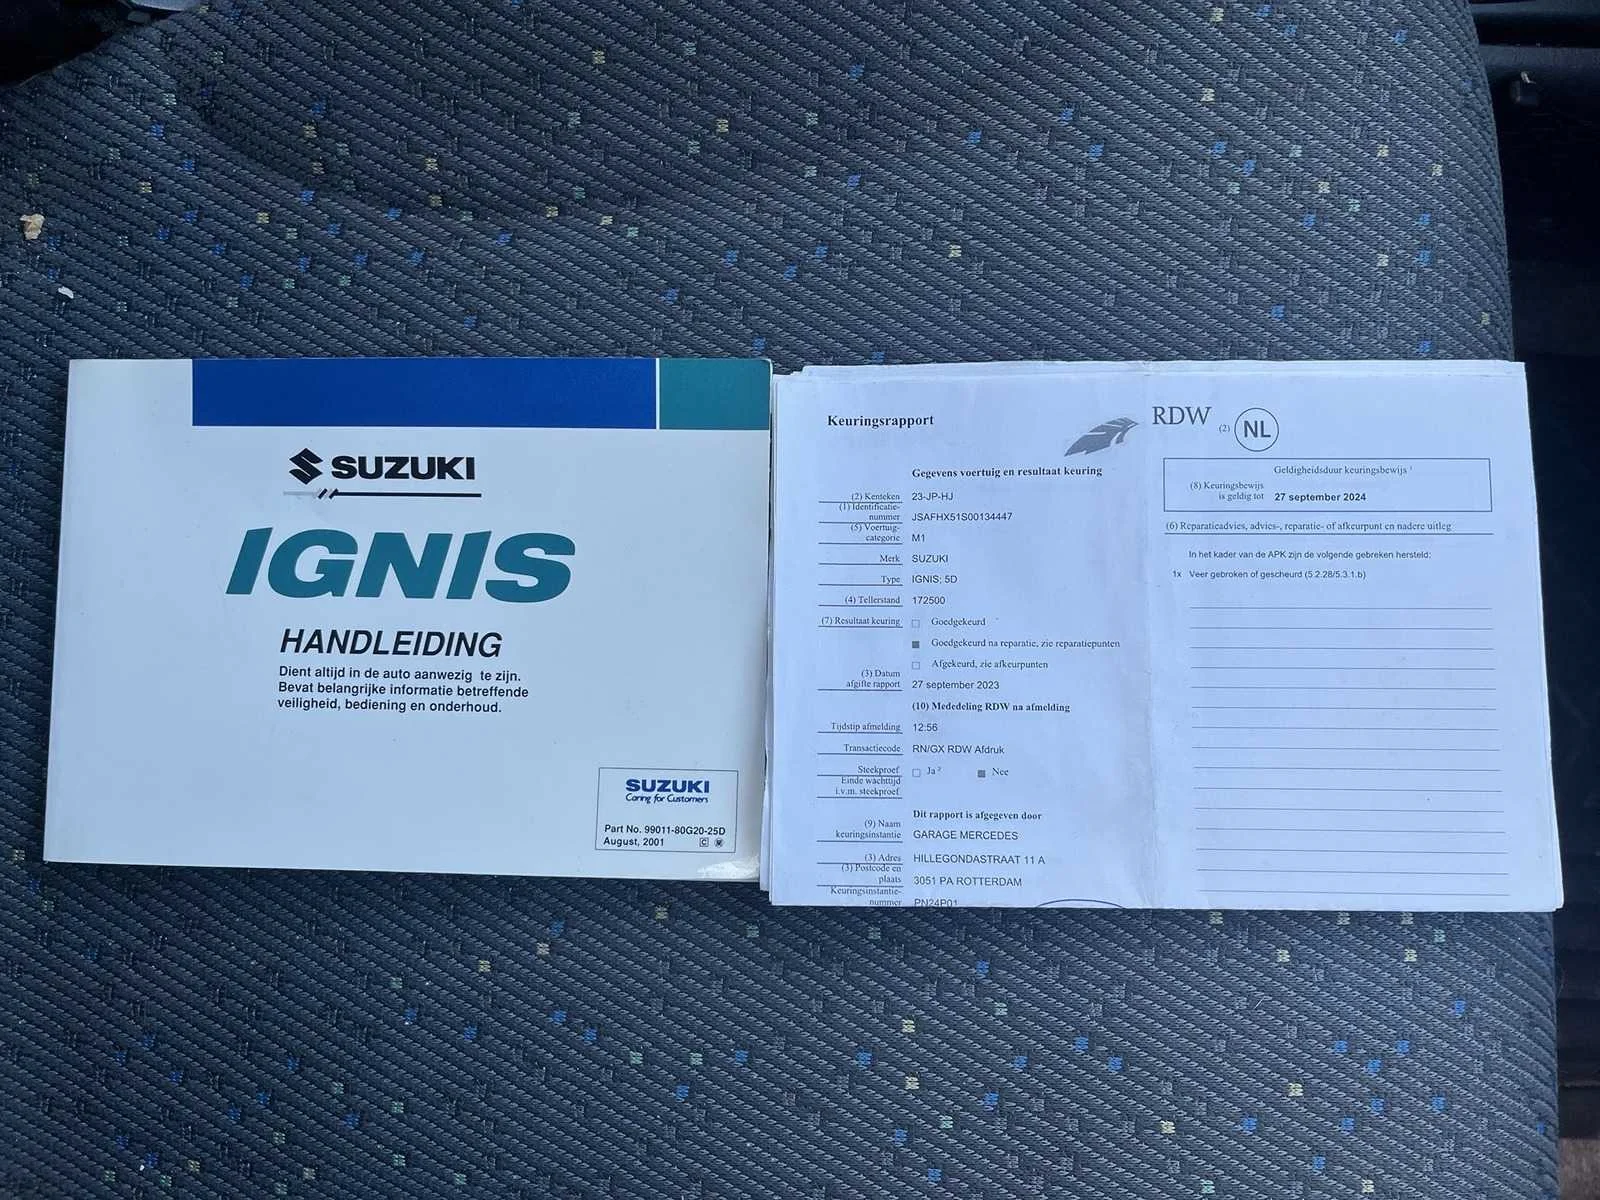 SUZUKI
IGNIS
HANDLEIDING
Dient altijd in de auto aanwezig te zijn.
Bevat belangrijke informatie betreffende
veiligheid, bediening en onderhoud.
SUZUKI
Caring for Customers
Part No. 99011-80G20-25D
August, 2001
Keuringsrapport
RDW (2) NL
Gegevens voertuig en resultaat keuring
(2) Kenteken 23-JP-HJ
(1) Identificatie-
nummer JSAFHX51S00134447
(5) Voertuig-
categorie M1
Merk SUZUKI
Type IGNIS; 5D
(4) Tellerstand 172500
(7) Resultaat keuring Goedgekeurd
Goedgekeurd na reparatie, zie reparatiepunten
Afgekeurd, zie afkeurpunten
(3) Datum
afgifte rapport 27 september 2023
(10) Mededeling RDW na afmelding
Tijdstip afmelding 12:56
Transactiecode RN/GX RDW Afdruk
Steekproef Ja 2 Nee
Einde wachttijd
i.v.m. steekproef
Dit rapport is afgegeven door
(9) Naam
keuringsinstantie GARAGE MERCEDES
(3) Adres HILLEGONDASTRAAT 11 A
(3) Postcode en
plaats 3051 PA ROTTERDAM
Keuringsinstantie-
nummer PN24P01
Geldigheidsduur keuringsbewijs 1
(8) Keuringsbewijs
is geldig tot 27 september 2024
(6) Reparatieadvies, advies-, reparatie- of afkeurpunt en nadere uitleg
In het kader van de APK zijn de volgende gebreken hersteld:
1x Veer gebroken of gescheurd (5.2.28/5.3.1.b)